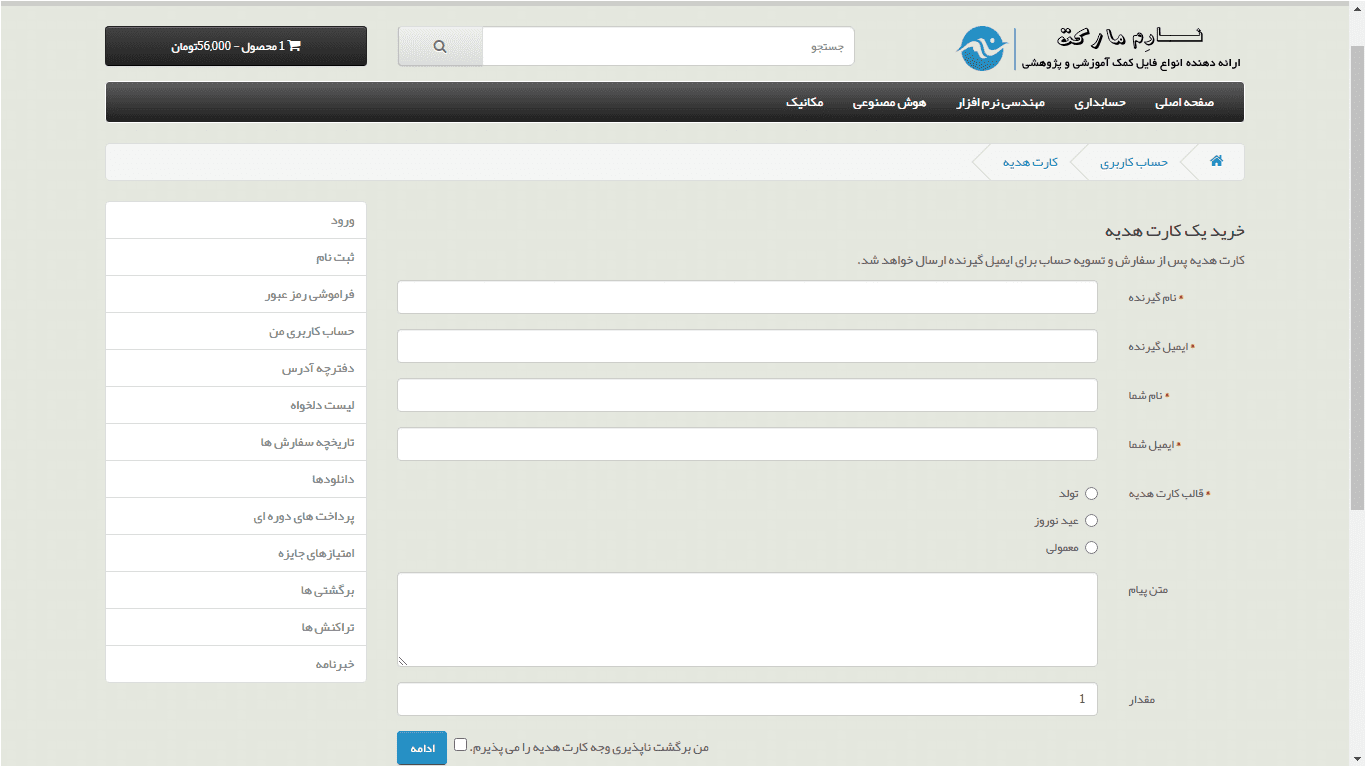 نارِم مارکت
ارائه دهنده انواع فایل کمک آموزشی و پژوهشی
جستجو
1 محصول - 56,000تومان
صفحه اصلی
حسابداری
مهندسی نرم افزار
هوش مصنوعی
مکانیک
حساب کاربری
کارت هدیه
خرید یک کارت هدیه
کارت هدیه پس از سفارش و تسویه حساب برای ایمیل گیرنده ارسال خواهد شد.
* نام گیرنده
* ایمیل گیرنده
* نام شما
* ایمیل شما
* قالب کارت هدیه
تولد
عید نوروز
معمولی
متن پیام
مقدار
1
من برگشت ناپذیری وجه کارت هدیه را می پذیرم.
ادامه
ورود
ثبت نام
فراموشی رمز عبور
حساب کاربری من
دفترچه آدرس
لیست دلخواه
تاریخچه سفارش ها
دانلودها
پرداخت های دوره ای
امتیازهای جایزه
برگشتی ها
تراکنش ها
خبرنامه